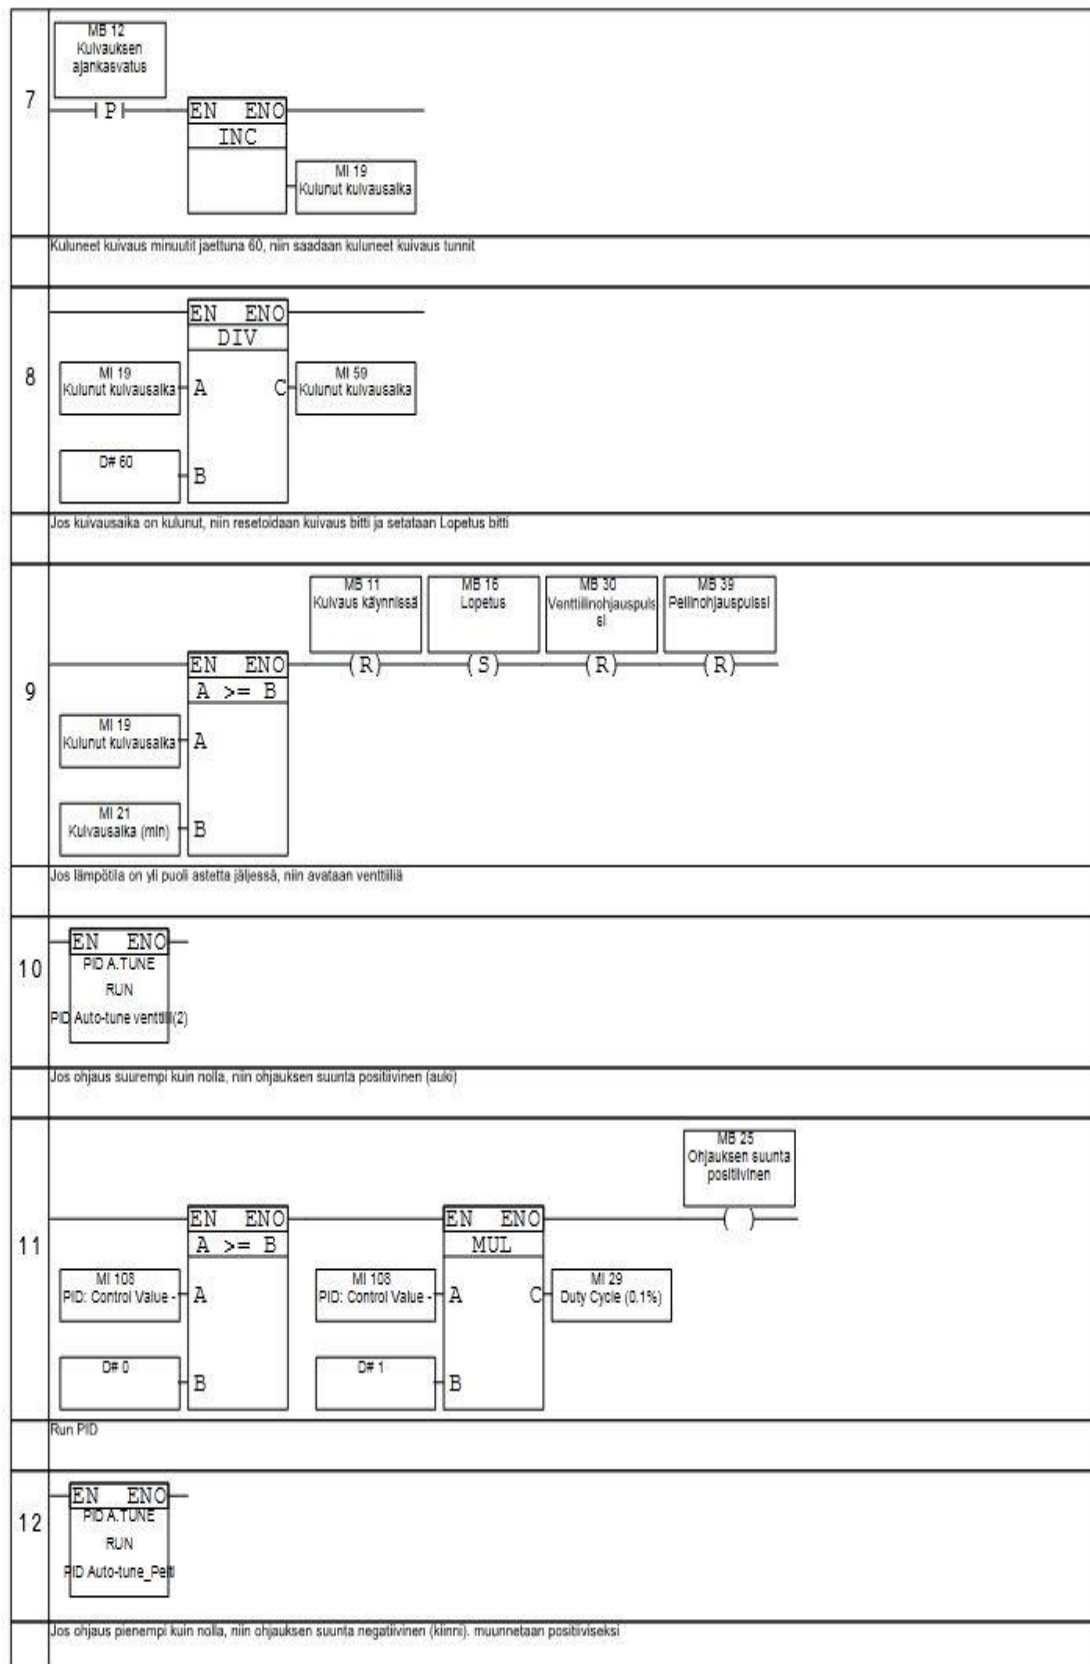 MB 12
Kuivauksen
ajankasvatus
7
P
EN ENO
INC
MI 19
Kulunut kuivausaika
Kuluneet kuivaus minuutit jaettuna 60, niin saadaan kuluneet kuivaus tunnit
EN ENO
DIV
8
MI 19
Kulunut kuivausaika
A
C
MI 59
Kulunut kuivausaika
D# 60
B
Jos kuivausaika on kulunut, niin resetoidaan kuivaus bitti ja setataan Lopetus bitti
MB 11
Kuivaus käynnissä
MB 16
Lopetus
MB 30
Venttiilinohjauspuls
si
MB 39
Pellinohjauspulssi
9
EN ENO
(R)
(S)
(R)
(R)
A >= B
MI 19
Kulunut kuivausaika
A
MI 21
Kuivausaika (min)
B
Jos lämpötila on yli puoli astetta jäljessä, niin avataan venttiiliä
10
EN ENO
PID A.TUNE
RUN
PID Auto-tune venttiili(2)
Jos ohjaus suurempi kuin nolla, niin ohjauksen suunta positiivinen (auki)
MB 25
Ohjauksen suunta
positiivinen
11
EN ENO
A >= B
EN ENO
MUL
( )
MI 108
PID: Control Value -
A
MI 108
PID: Control Value -
A
C
MI 29
Duty Cycle (0.1%)
D# 0
B
D# 1
B
Run PID
12
EN ENO
PID A.TUNE
RUN
PID Auto-tune_Pelti
Jos ohjaus pienempi kuin nolla, niin ohjauksen suunta negatiivinen (kiinni). muunnetaan positiiviseksi